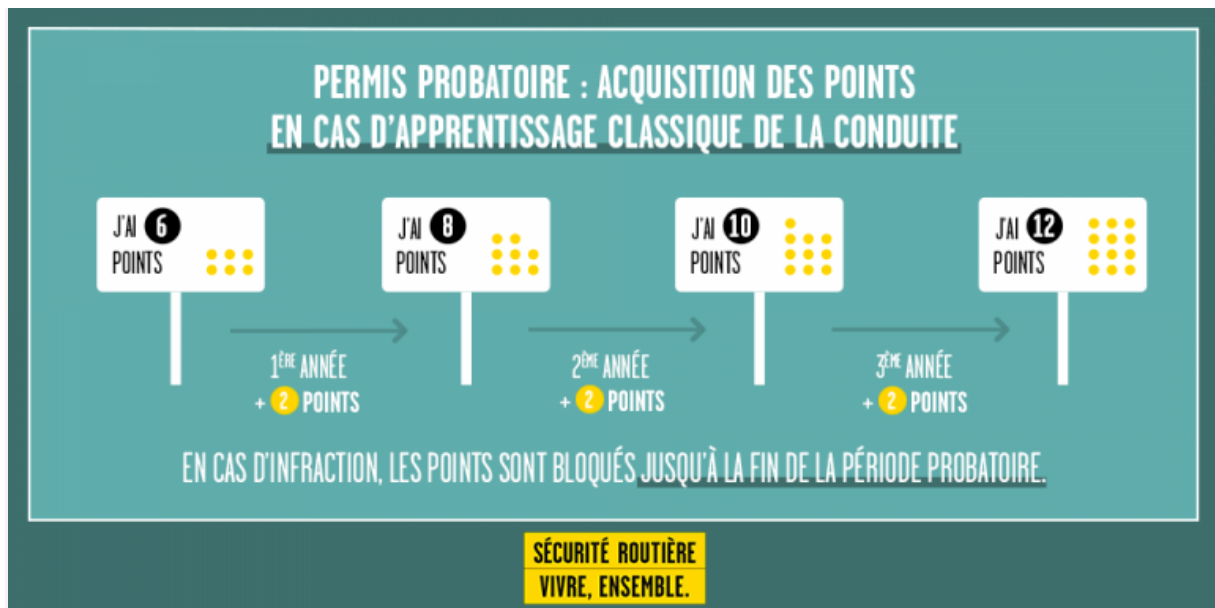 PERMIS PROBATOIRE : ACQUISITION DES POINTS
EN CAS D'APPRENTISSAGE CLASSIQUE DE LA CONDUITE
J'AI 6
POINTS
J'AI 8
POINTS
J'AI 10
POINTS
J'AI 12
POINTS
1ÈRE ANNÉE
+ 2 POINTS
2ÈME ANNÉE
+ 2 POINTS
3ÈME ANNÉE
+ 2 POINTS
EN CAS D'INFRACTION, LES POINTS SONT BLOQUÉS JUSQU'À LA FIN DE LA PÉRIODE PROBATOIRE.
SÉCURITÉ ROUTIÈRE
VIVRE, ENSEMBLE.